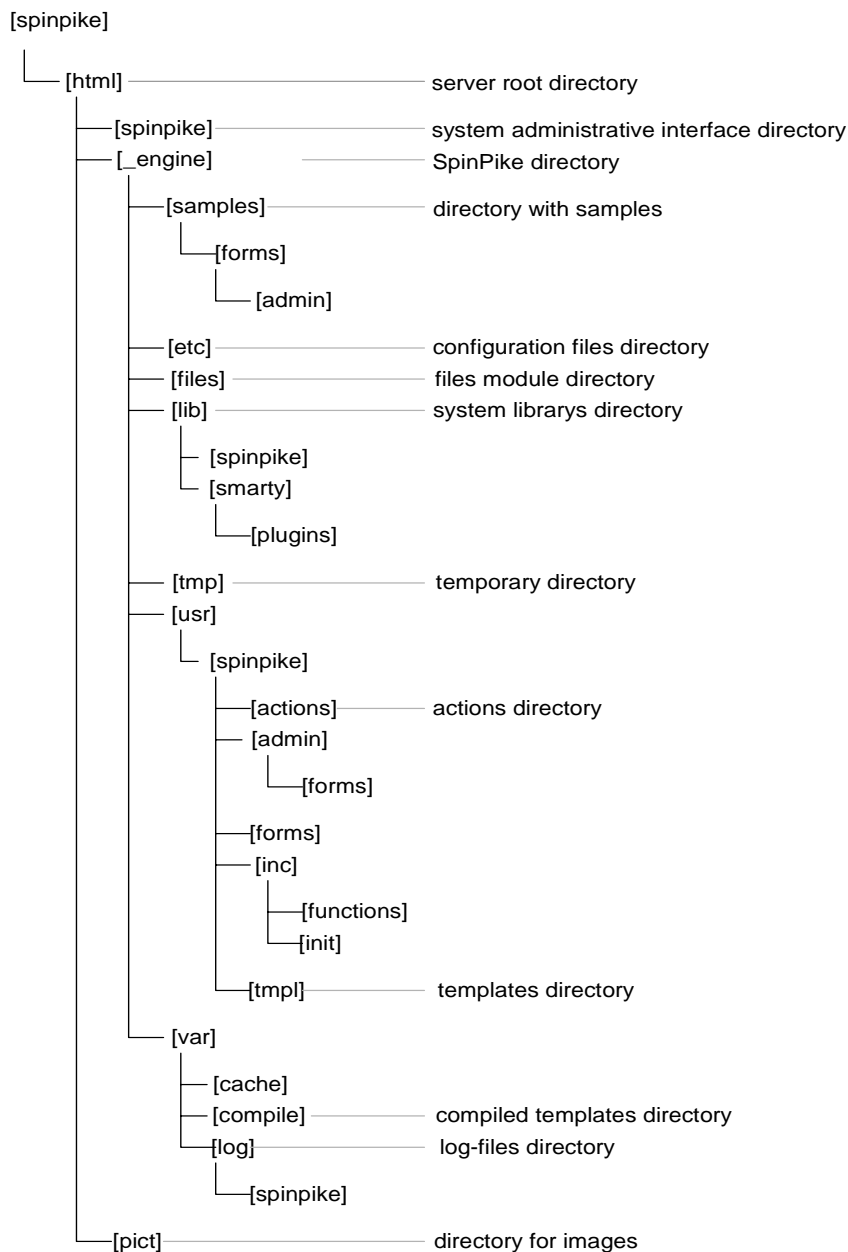 [spinpike]
[html] server root directory
[spinpike] system administrative interface directory
[_engine] SpinPike directory
[samples] directory with samples
[forms]
[admin]
[etc] configuration files directory
[files] files module directory
[lib] system librarys directory
[spinpike]
[smarty]
[plugins]
[tmp] temporary directory
[usr]
[spinpike]
[actions] actions directory
[admin]
[forms]
[forms]
[inc]
[functions]
[init]
[tmpl] templates directory
[var]
[cache]
[compile] compiled templates directory
[log] log-files directory
[spinpike]
[pict] directory for images